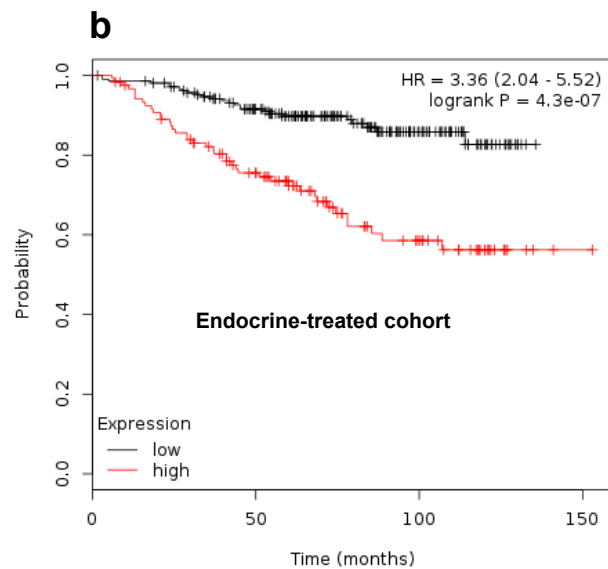 b
HR = 3.36 (2.04 - 5.52)
logrank P = 4.3e-07
Probability
1.0
0.8
0.6
0.4
0.2
0.0
Endocrine-treated cohort
Expression
low
high
0 50 100 150
Time (months)